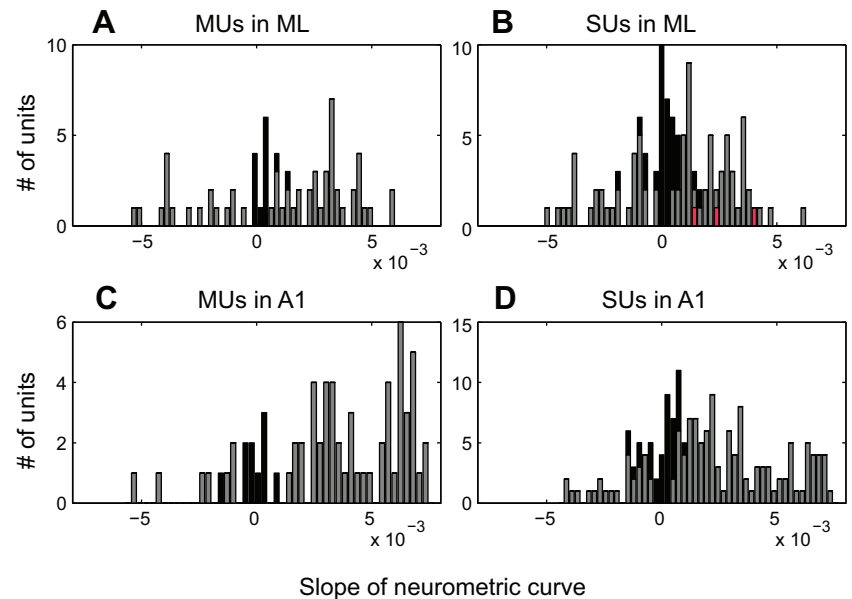 A MUs in ML
B SUs in ML
# of units
10
5
0
−5 0 5
x 10−3
10
5
0
−5 0 5
x 10−3
C MUs in A1
D SUs in A1
# of units
6
4
2
0
−5 0 5
x 10−3
15
10
5
0
−5 0 5
x 10−3
Slope of neurometric curve